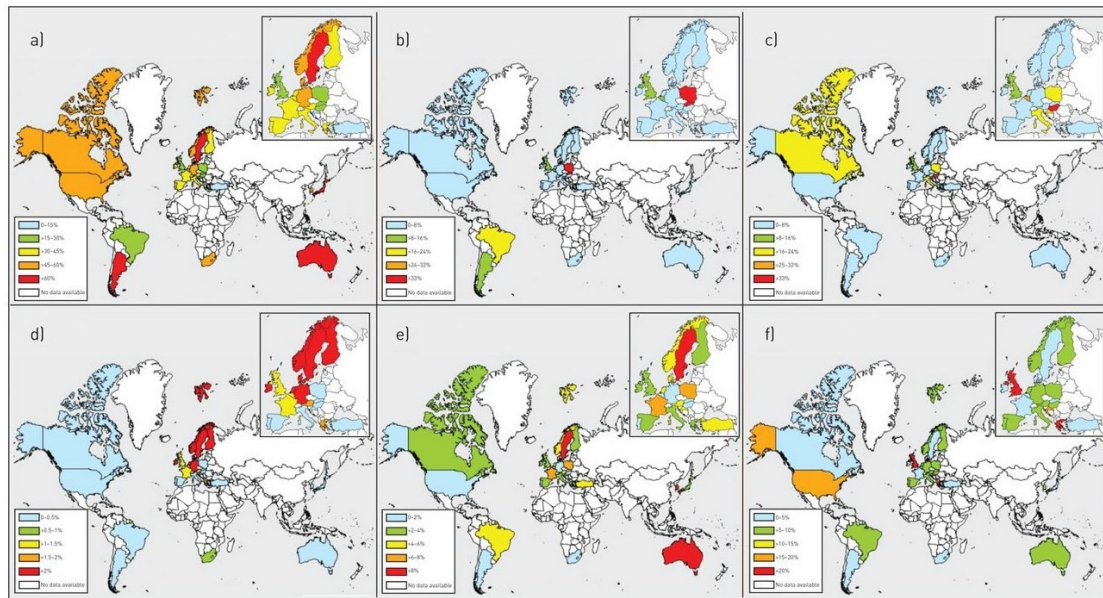 a)
0–15%
>15–30%
>30–45%
>45–60%
>60%
No data available
b)
0–8%
>8–16%
>16–24%
>24–32%
>33%
No data available
c)
0–8%
>8–16%
>16–24%
>25–32%
>33%
No data available
d)
0–0.5%
>0.5–1%
>1–1.5%
>1.5–2%
>2%
No data available
e)
0–2%
>2–4%
>4–6%
>6–8%
>8%
No data available
f)
0–5%
>5–10%
>10–15%
>15–20%
>20%
No data available